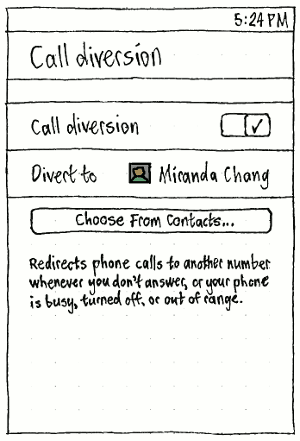 5:24 PM
Call diversion
Call diversion
Divert to Miranda Chang
Choose From Contacts...
Redirects phone calls to another number
whenever you don't answer, or your phone
is busy, turned off, or out of range.